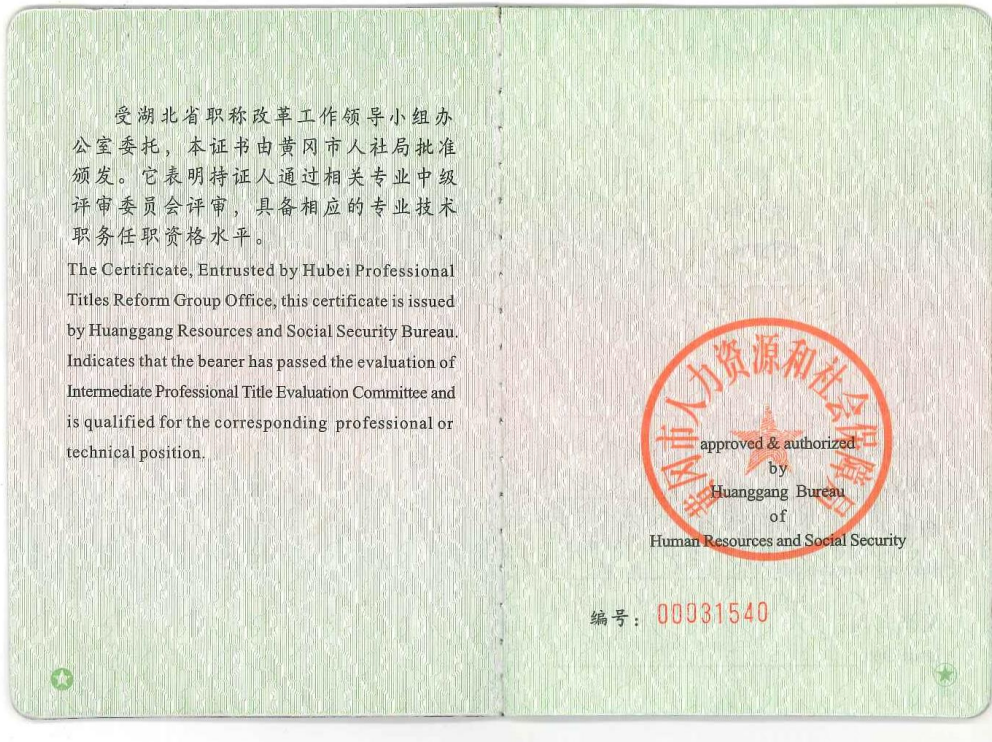 受湖北省职称改革工作领导小组办
公室委托，本证书由黄冈市人社局批准
颁发。它表明持证人通过相关专业中级
评审委员会评审，具备相应的专业技术
职务任职资格水平。
The Certificate, Entrusted by Hubei Professional
Titles Reform Group Office, this certificate is issued
by Huanggang Resources and Social Security Bureau.
Indicates that the bearer has passed the evaluation of
Intermediate Professional Title Evaluation Committee and
is qualified for the corresponding professional or
technical position.
黄冈市人力资源和社会保障局
approved & authorized
by
Huanggang Bureau
of
Human Resources and Social Security
编号：00031540